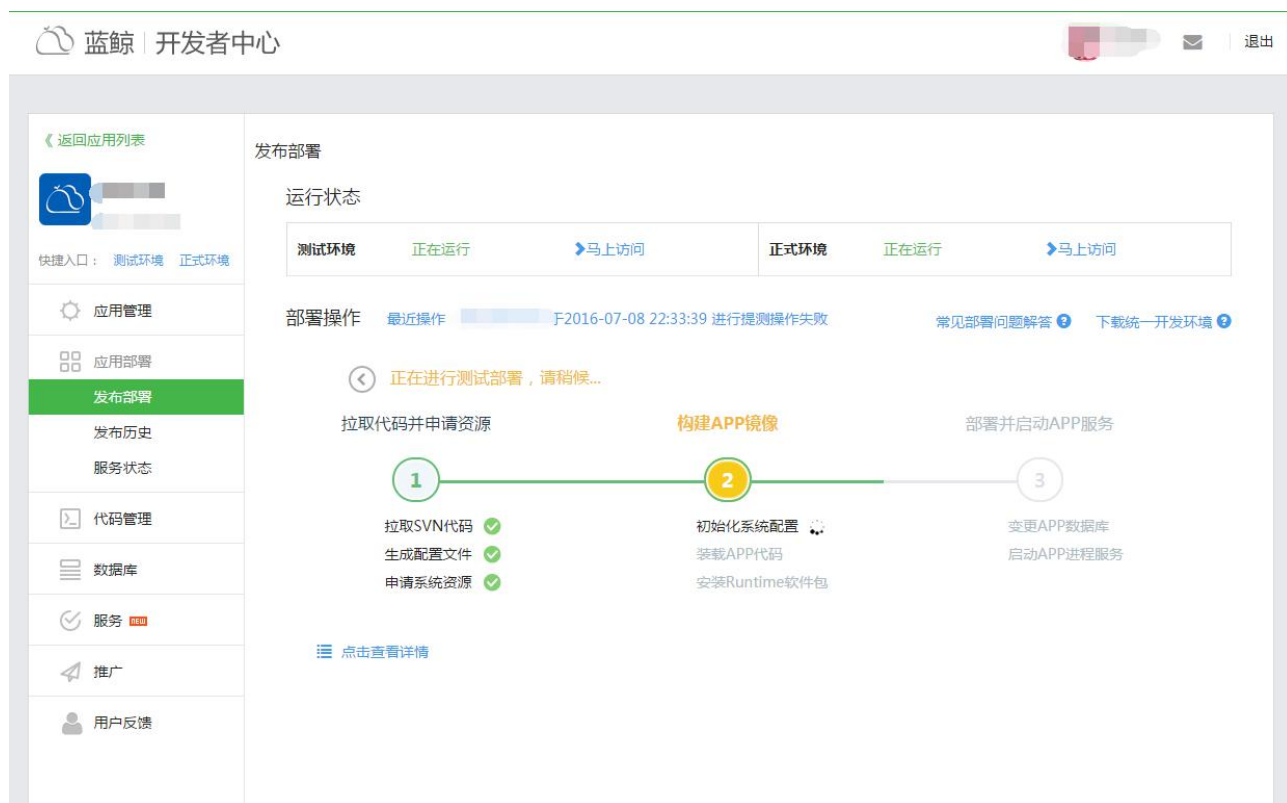 蓝鲸 开发者中心
退出
《返回应用列表
快捷入口： 测试环境 正式环境
应用管理
应用部署
发布部署
发布历史
服务状态
代码管理
数据库
服务 NEW
推广
用户反馈
发布部署
运行状态
测试环境 正在运行 马上访问 正式环境 正在运行 马上访问
部署操作 最近操作 于2016-07-08 22:33:39 进行提测操作失败 常见部署问题解答 ? 下载统一开发环境 ?
正在进行测试部署，请稍候...
拉取代码并申请资源 构建APP镜像 部署并启动APP服务
1 2 3
拉取SVN代码 初始化系统配置 变更APP数据库
生成配置文件 装载APP代码 启动APP进程服务
申请系统资源 安装Runtime软件包
点击查看详情